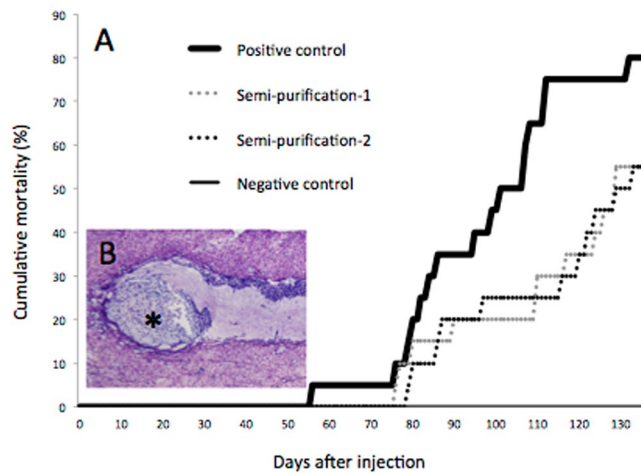 A
Positive control
Semi-purification-1
Semi-purification-2
Negative control
B
*
Cumulative mortality (%)
90
80
70
60
50
40
30
20
10
0
0 10 20 30 40 50 60 70 80 90 100 110 120 130
Days after injection